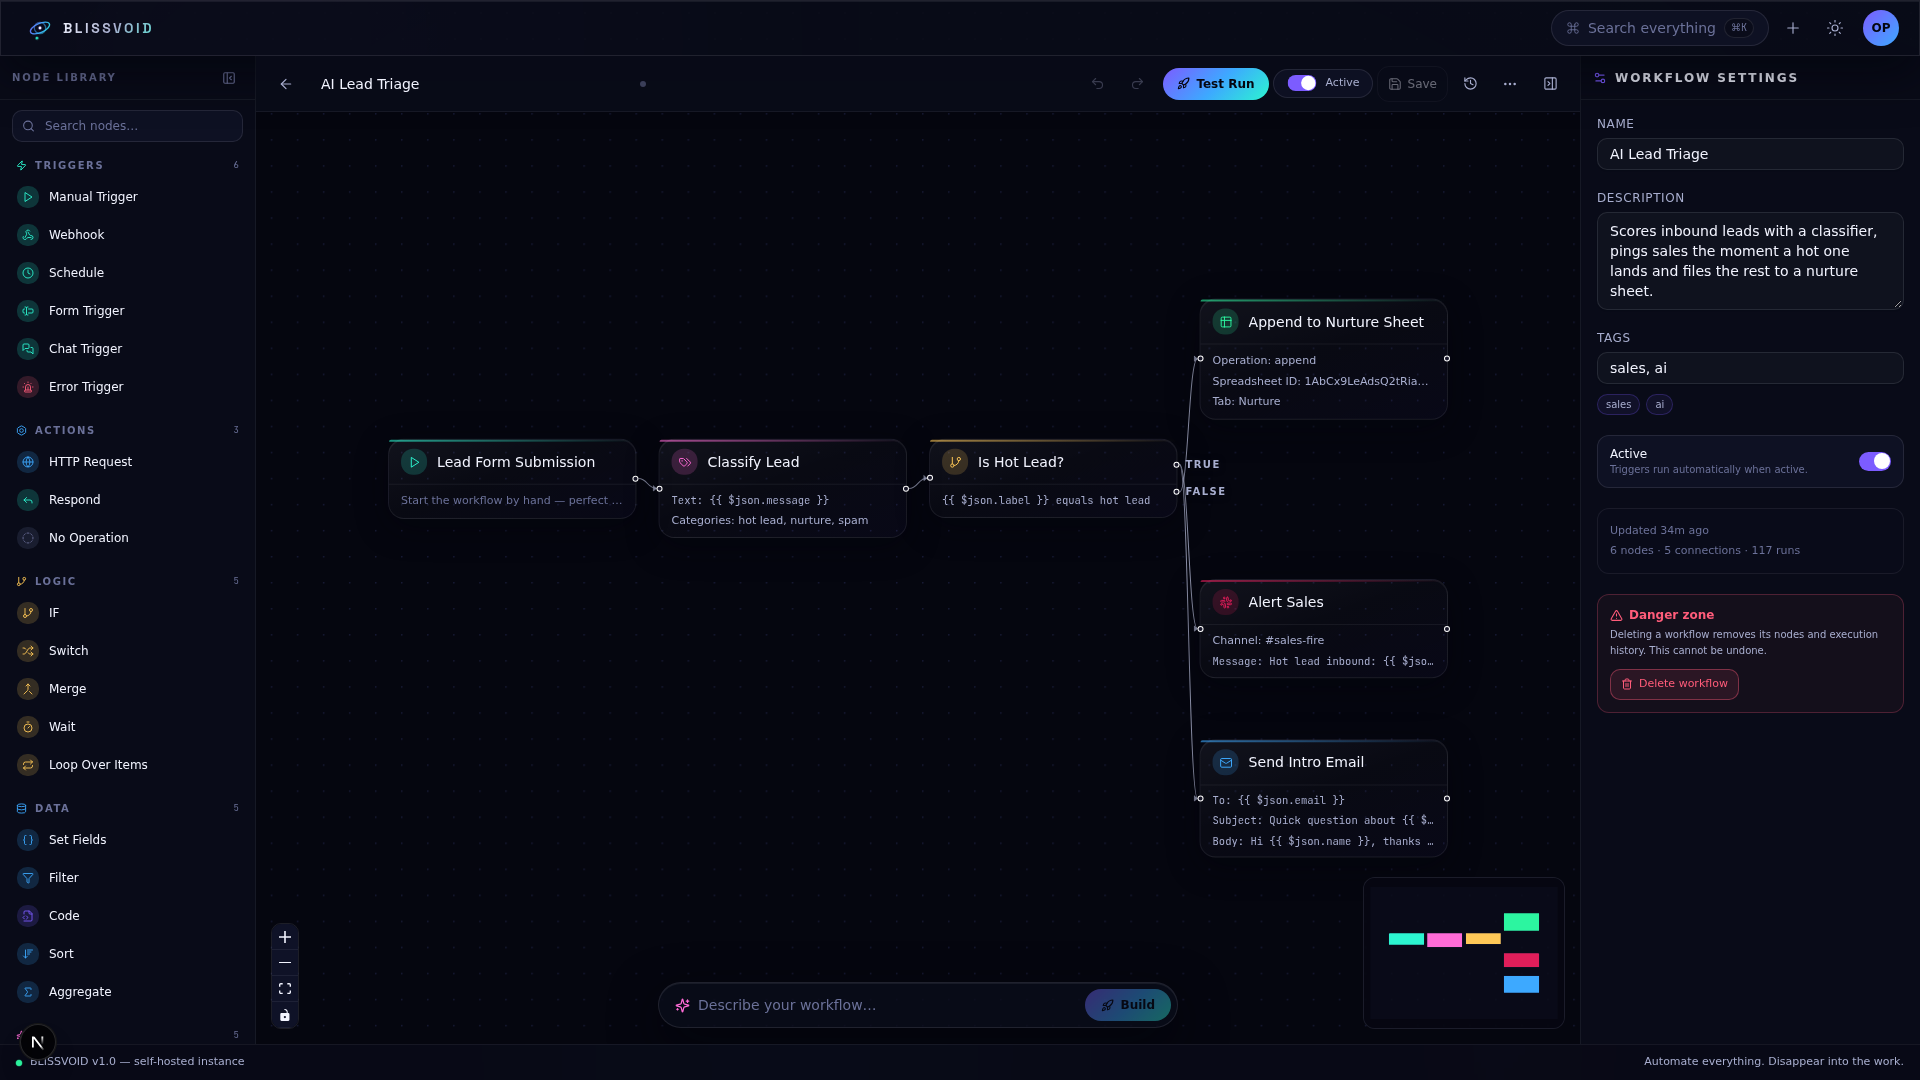 BLISSVOID
Search everything
⌘K
OP
NODE LIBRARY
Search nodes...
TRIGGERS
6
Manual Trigger
Webhook
Schedule
Form Trigger
Chat Trigger
Error Trigger
ACTIONS
3
HTTP Request
Respond
No Operation
LOGIC
5
IF
Switch
Merge
Wait
Loop Over Items
DATA
5
Set Fields
Filter
Code
Sort
Aggregate
5
AI Lead Triage
Test Run
Active
Save
Lead Form Submission
Start the workflow by hand — perfect ...
Classify Lead
Text: {{ $json.message }}
Categories: hot lead, nurture, spam
Is Hot Lead?
{{ $json.label }} equals hot lead
TRUE
FALSE
Append to Nurture Sheet
Operation: append
Spreadsheet ID: 1AbCx9LeAdsQ2tRia...
Tab: Nurture
Alert Sales
Channel: #sales-fire
Message: Hot lead inbound: {{ $jso…
Send Intro Email
To: {{ $json.email }}
Subject: Quick question about {{ $…
Body: Hi {{ $json.name }}, thanks …
Describe your workflow...
Build
WORKFLOW SETTINGS
NAME
AI Lead Triage
DESCRIPTION
Scores inbound leads with a classifier,
pings sales the moment a hot one
lands and files the rest to a nurture
sheet.
TAGS
sales, ai
sales
ai
Active
Triggers run automatically when active.
Updated 34m ago
6 nodes · 5 connections · 117 runs
Danger zone
Deleting a workflow removes its nodes and execution
history. This cannot be undone.
Delete workflow
N
BLISSVOID v1.0 — self-hosted instance
Automate everything. Disappear into the work.